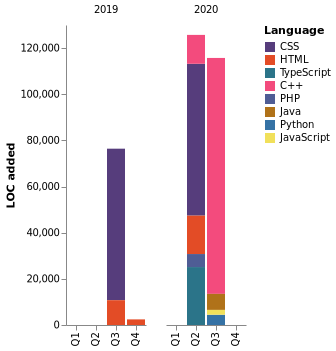 2019
2020
Language
CSS
HTML
TypeScript
C++
PHP
Java
Python
JavaScript
LOC added
120,000
100,000
80,000
60,000
40,000
20,000
0
Q1 Q2 Q3 Q4
Q1 Q2 Q3 Q4